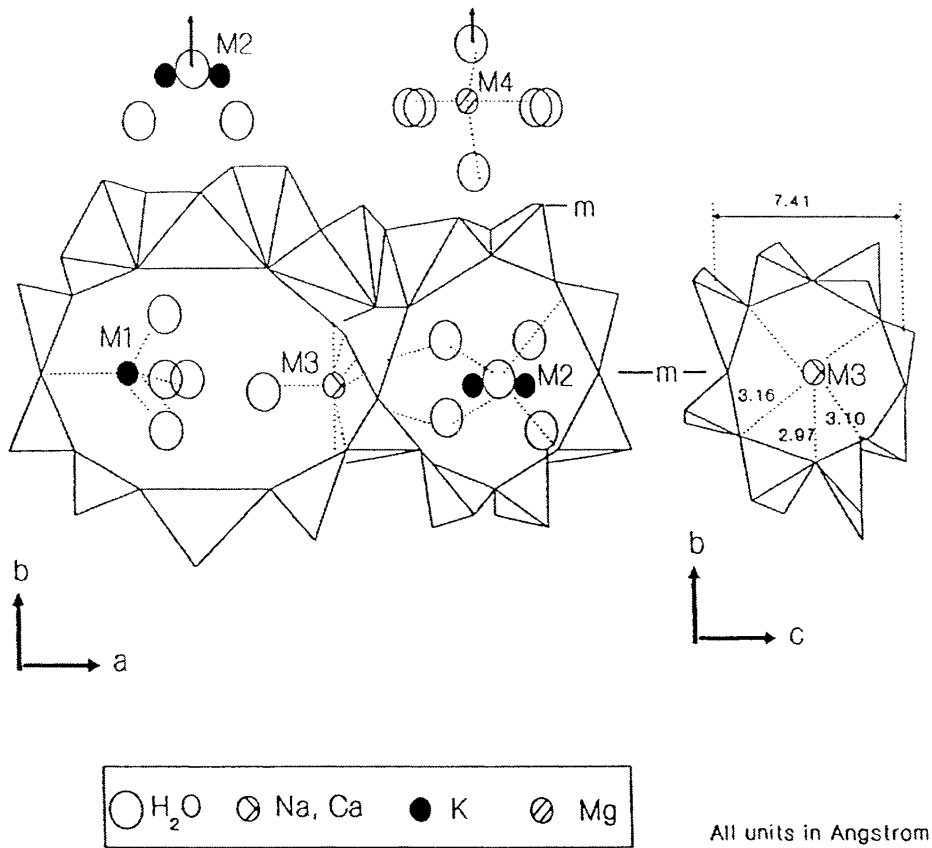 M2
M4
m
7.41
M1
M3
M2
m
M3
3.16
3.10
2.97
b
a
b
c
H2O Na, Ca K Mg
All units in Angstrom